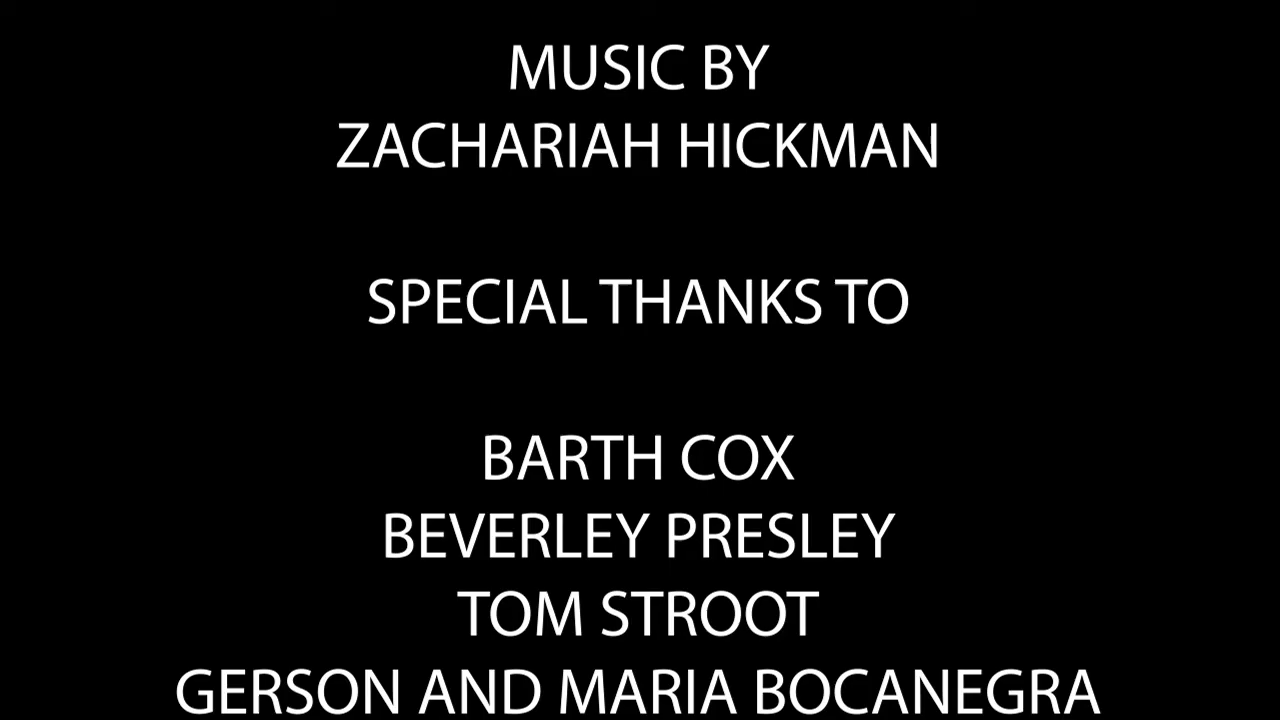 MUSIC BY
ZACHARIAH HICKMAN
SPECIAL THANKS TO
BARTH COX
BEVERLEY PRESLEY
TOM STROOT
GERSON AND MARIA BOCANEGRA